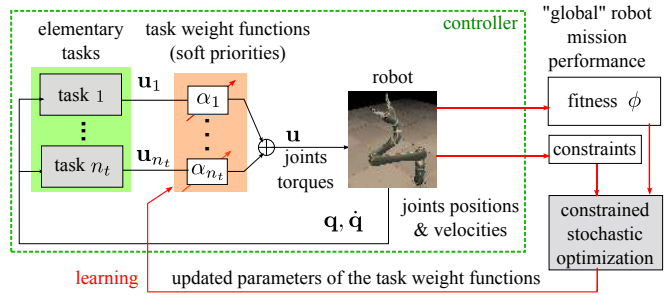 elementary
tasks
task weight functions
(soft priorities)
controller
"global" robot
mission
performance
task 1
u₁
α₁
robot
fitness ϕ
task nₜ
uₙₜ
αₙₜ
u
joints
torques
constraints
q, q̇
joints positions
& velocities
constrained
stochastic
optimization
learning
updated parameters of the task weight functions